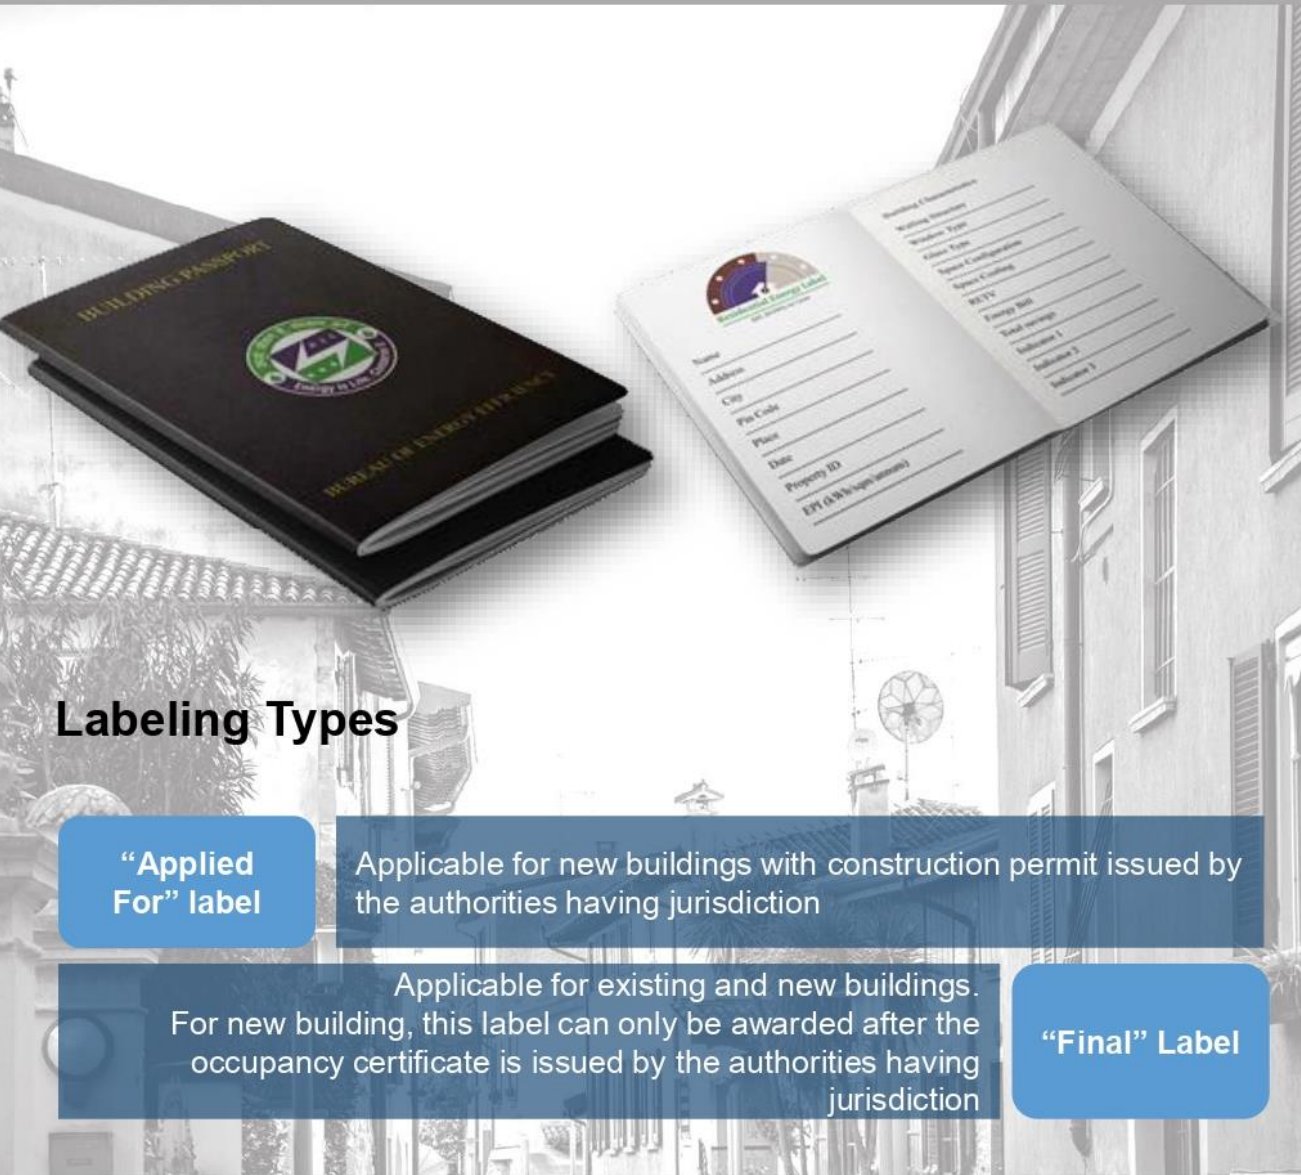 BUILDING PASSPORT
Energy is Life
BUREAU OF ENERGY EFFICIENCY
Residential Energy Label
Name
Address
City
Pin Code
Place
Date
Property ID
EPI (kWh/sqm/annum)
Building Characteristics
Walling Structure
Window Type
Glass Type
Space Configuration
Space Cooling
RETV
Energy Bill
Total savings
Indicator 1
Indicator 2
Indicator 3
Labeling Types
“Applied
For” label
Applicable for new buildings with construction permit issued by
the authorities having jurisdiction
Applicable for existing and new buildings.
For new building, this label can only be awarded after the
occupancy certificate is issued by the authorities having
jurisdiction
“Final” Label